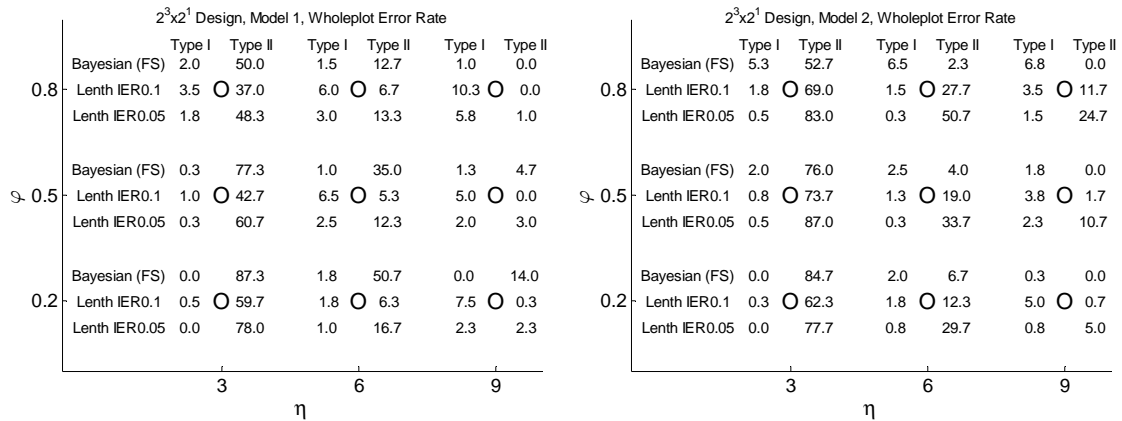 2³x2¹ Design, Model 1, Wholeplot Error Rate
Type I Type II Type I Type II Type I Type II
Bayesian (FS) 2.0 50.0 1.5 12.7 1.0 0.0
0.8 Lenth IER0.1 3.5 O 37.0 6.0 O 6.7 10.3 O 0.0
Lenth IER0.05 1.8 48.3 3.0 13.3 5.8 1.0
Bayesian (FS) 0.3 77.3 1.0 35.0 1.3 4.7
φ 0.5 Lenth IER0.1 1.0 O 42.7 6.5 O 5.3 5.0 O 0.0
Lenth IER0.05 0.3 60.7 2.5 12.3 2.0 3.0
Bayesian (FS) 0.0 87.3 1.8 50.7 0.0 14.0
0.2 Lenth IER0.1 0.5 O 59.7 1.8 O 6.3 7.5 O 0.3
Lenth IER0.05 0.0 78.0 1.0 16.7 2.3 2.3
3 6 9
η
2³x2¹ Design, Model 2, Wholeplot Error Rate
Type I Type II Type I Type II Type I Type II
Bayesian (FS) 5.3 52.7 6.5 2.3 6.8 0.0
0.8 Lenth IER0.1 1.8 O 69.0 1.5 O 27.7 3.5 O 11.7
Lenth IER0.05 0.5 83.0 0.3 50.7 1.5 24.7
Bayesian (FS) 2.0 76.0 2.5 4.0 1.8 0.0
φ 0.5 Lenth IER0.1 0.8 O 73.7 1.3 O 19.0 3.8 O 1.7
Lenth IER0.05 0.5 87.0 0.3 33.7 2.3 10.7
Bayesian (FS) 0.0 84.7 2.0 6.7 0.3 0.0
0.2 Lenth IER0.1 0.3 O 62.3 1.8 O 12.3 5.0 O 0.7
Lenth IER0.05 0.0 77.7 0.8 29.7 0.8 5.0
3 6 9
η